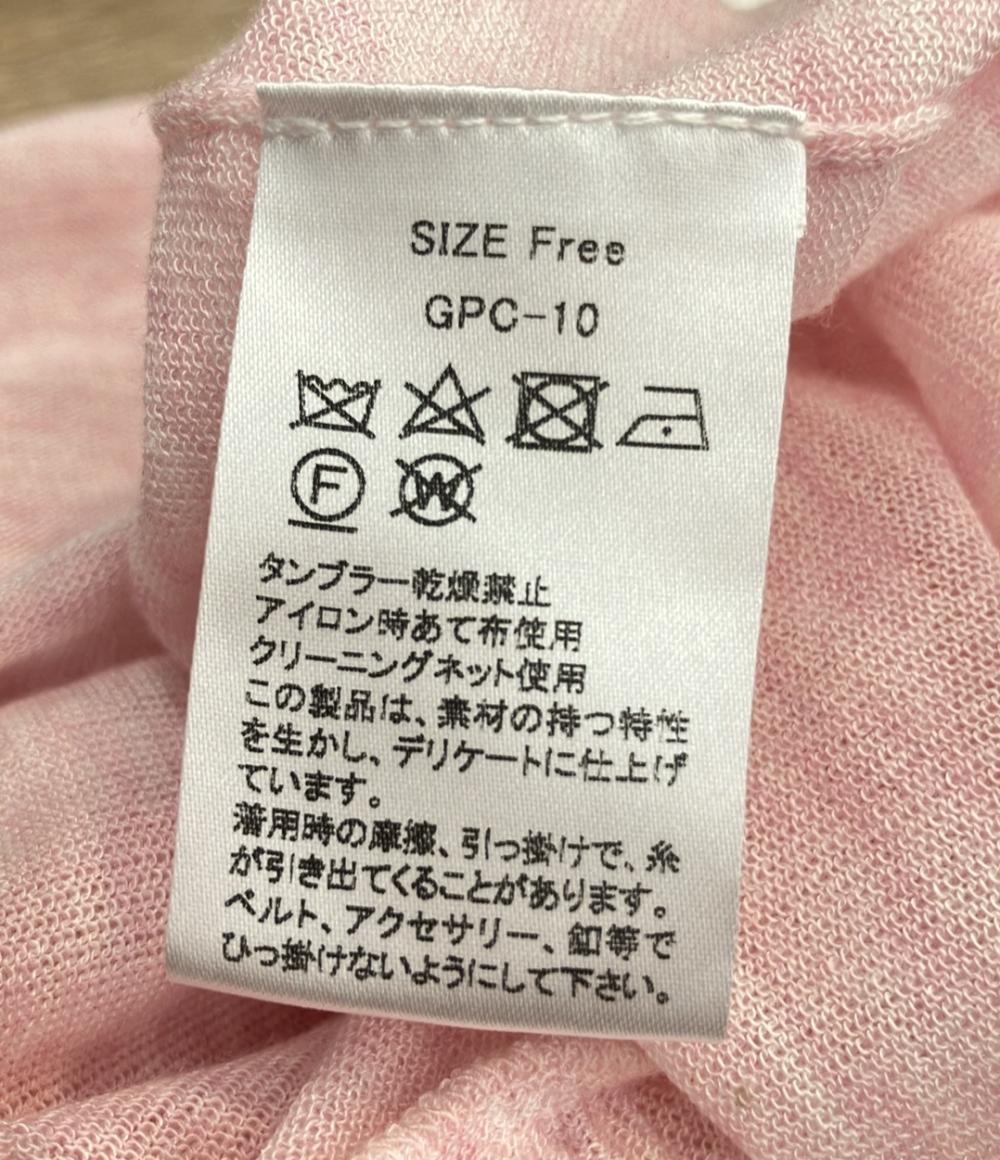 SIZE Free
GPC-10
F W
タンブラー乾燥禁止
アイロン時あて布使用
クリーニングネット使用
この製品は、素材の持つ特性
を生かし、デリケートに仕上げ
ています。
着用時の摩擦、引っ掛けで、糸
が引き出てくることがあります。
ベルト、アクセサリー、釦等で
ひっ掛けないようにして下さい。